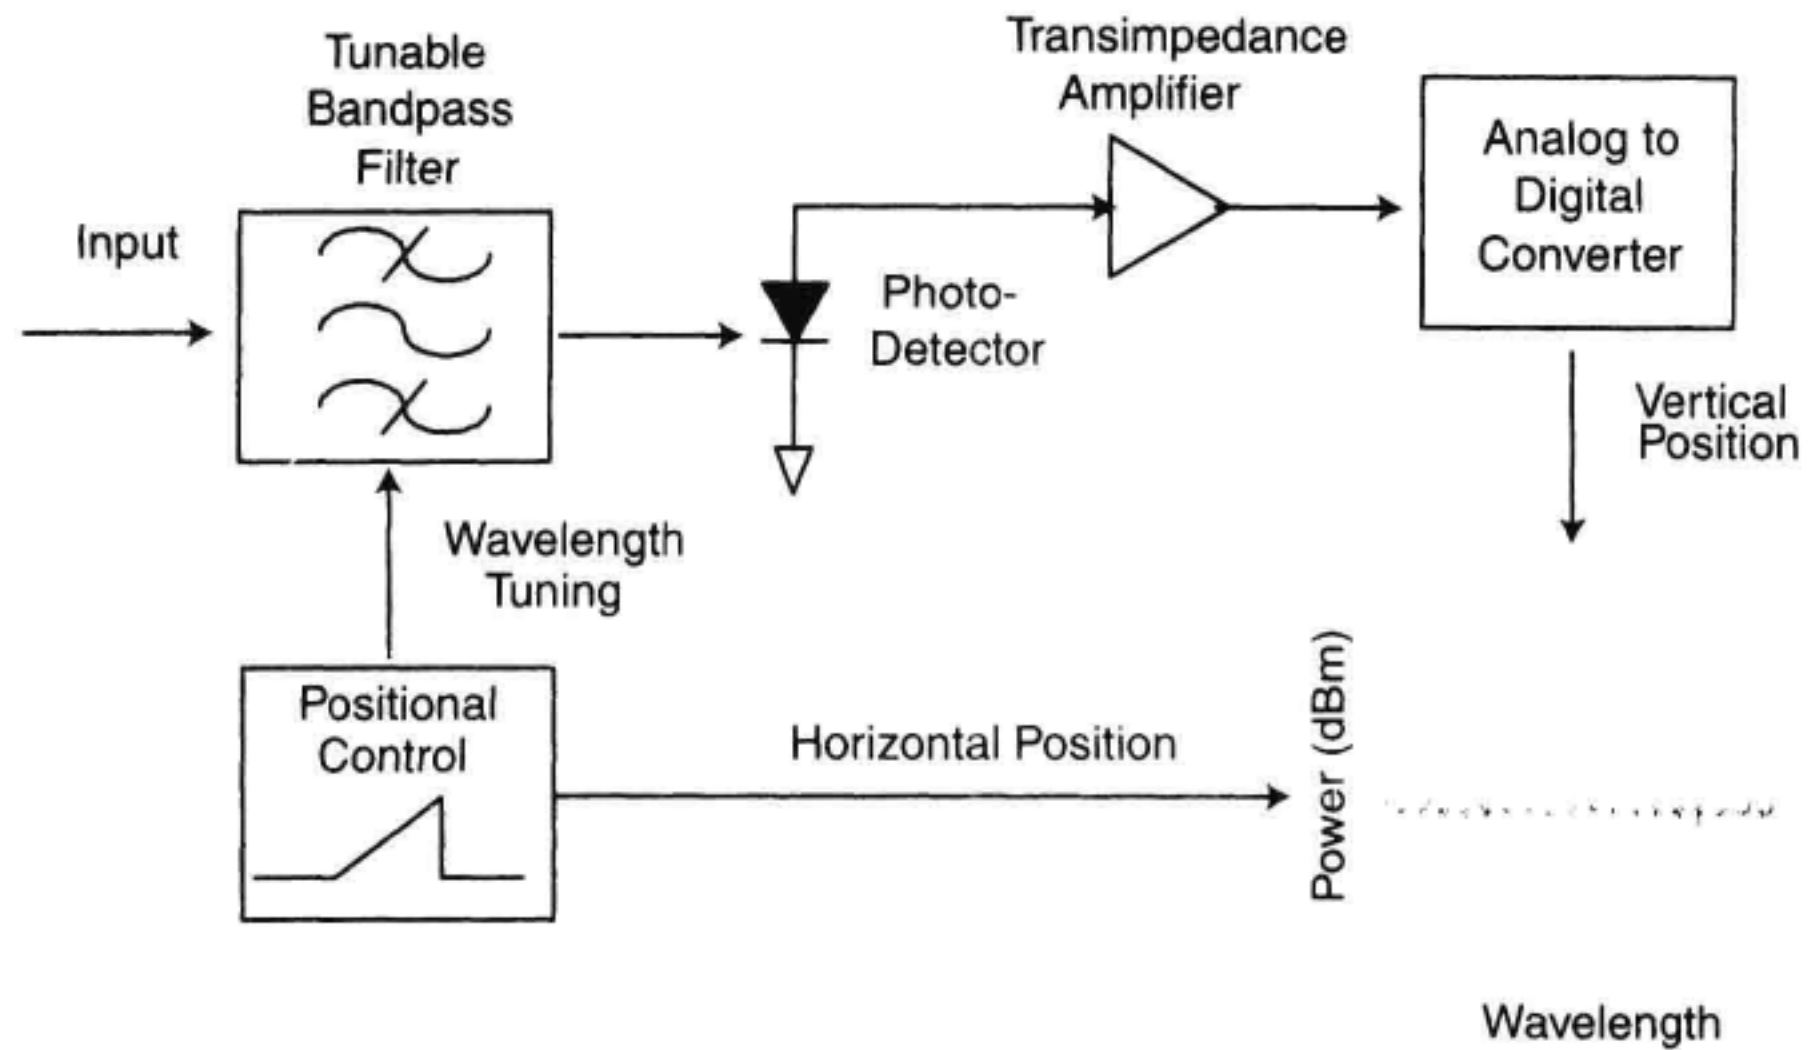 Tunable
Bandpass
Filter
Transimpedance
Amplifier
Analog to
Digital
Converter
Input
Photo-
Detector
Vertical
Position
Wavelength
Tuning
Positional
Control
Horizontal Position
Power (dBm)
Wavelength